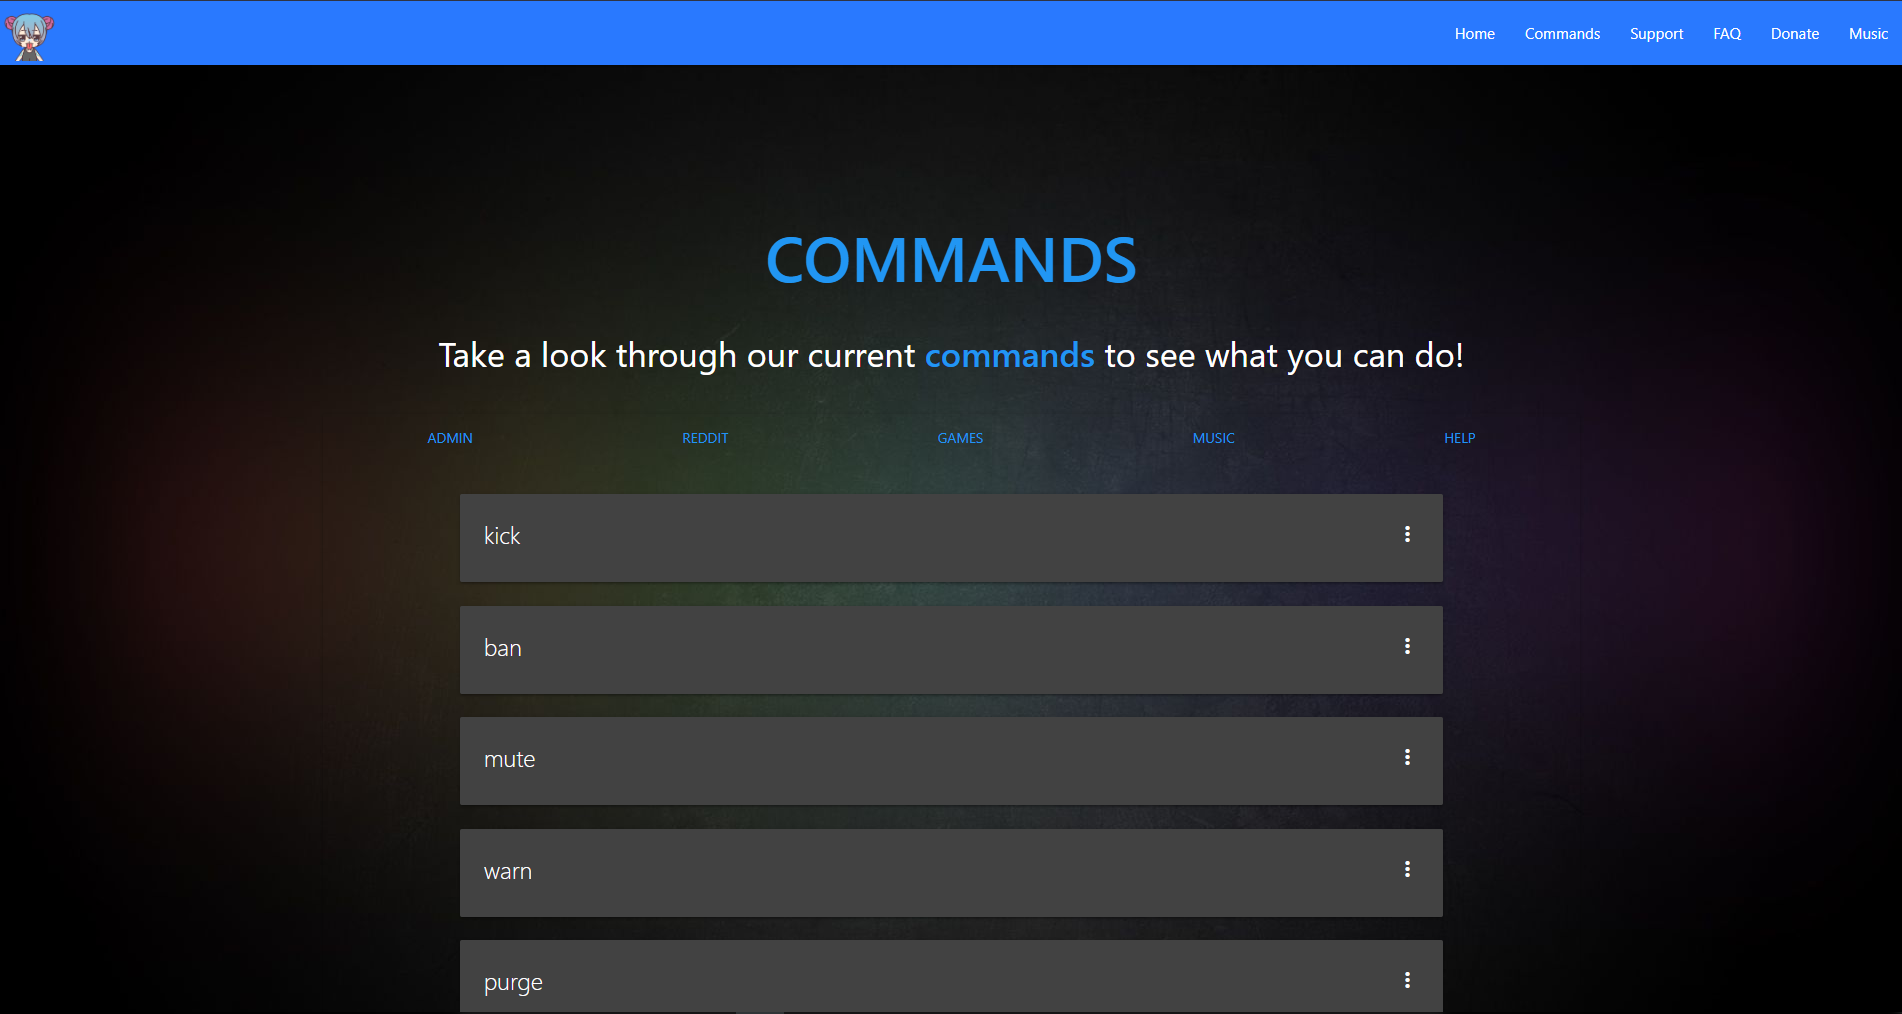 Home Commands Support FAQ Donate Music
COMMANDS
Take a look through our current commands to see what you can do!
ADMIN REDDIT GAMES MUSIC HELP
kick
ban
mute
warn
purge